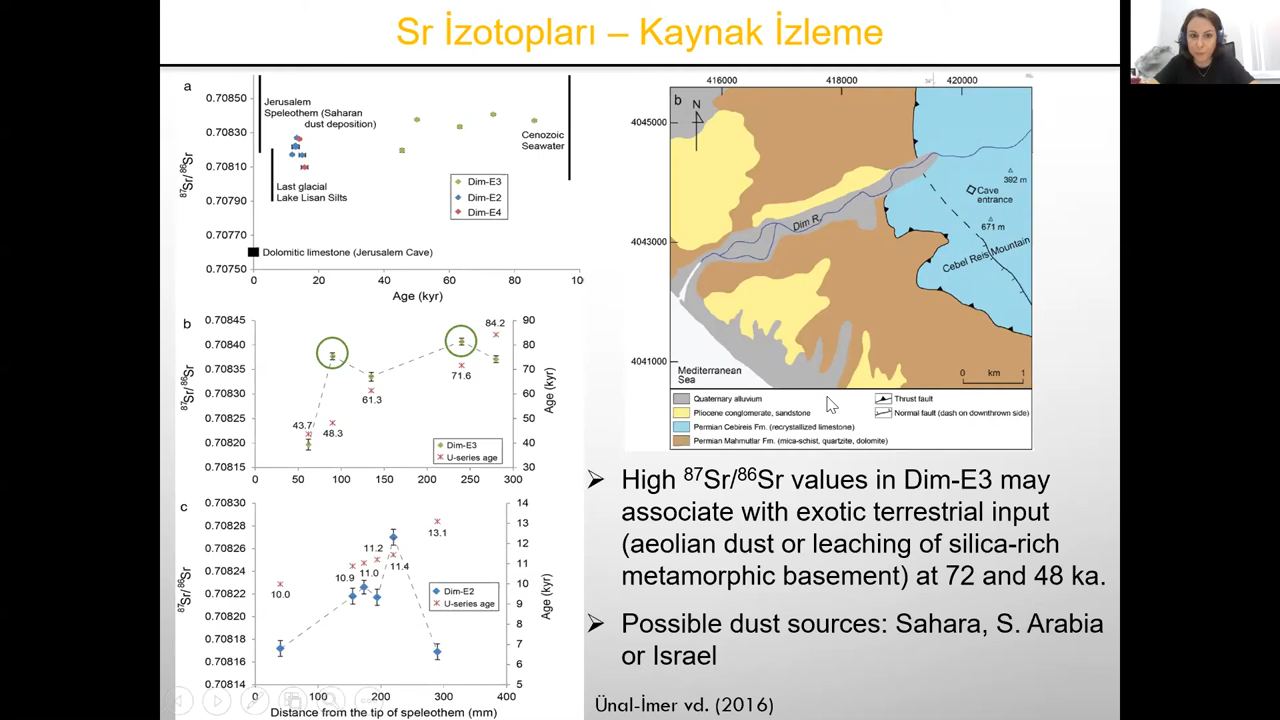 Sr İzotopları – Kaynak İzleme
a
0.70850
0.70830
0.70810
0.70790
0.70770
0.70750
87Sr/86Sr
Jerusalem
Speleothem (Saharan
dust deposition)
Cenozoic
Seawater
Last glacial
Lake Lisan Silts
Dim-E3
Dim-E2
Dim-E4
Dolomitic limestone (Jerusalem Cave)
0 20 40 60 80 10
Age (kyr)
b
0.70845
0.70840
0.70835
0.70830
0.70825
0.70820
0.70815
87Sr/86Sr
84.2
71.6
61.3
43.7
48.3
Dim-E3
U-series age
90
80
70
60
50
40
30
Age (kyr)
0 50 100 150 200 250 300
c
0.70830
0.70828
0.70826
0.70824
0.70822
0.70820
0.70818
0.70816
0.70814
87Sr/86Sr
13.1
11.2
10.9 11.0 11.4
10.0
Dim-E2
U-series age
14
13
12
11
10
9
8
7
6
5
Age (kyr)
0 100 200 300 400
Distance from the tip of speleothem (mm)
416000 418000 420000
4045000
4043000
4041000
b
N
392 m
Cave
entrance
671 m
Dim R.
Cebel Reis Mountain
Mediterranean
Sea
0 km 1
Quaternary alluvium
Pliocene conglomerate, sandstone
Permian Cebireis Fm. (recrystallized limestone)
Permian Mahmutlar Fm. (mica-schist, quartzite, dolomite)
Thrust fault
Normal fault (dash on downthrown side)
➢ High 87Sr/86Sr values in Dim-E3 may
associate with exotic terrestrial input
(aeolian dust or leaching of silica-rich
metamorphic basement) at 72 and 48 ka.
➢ Possible dust sources: Sahara, S. Arabia
or Israel
Ünal-İmer vd. (2016)